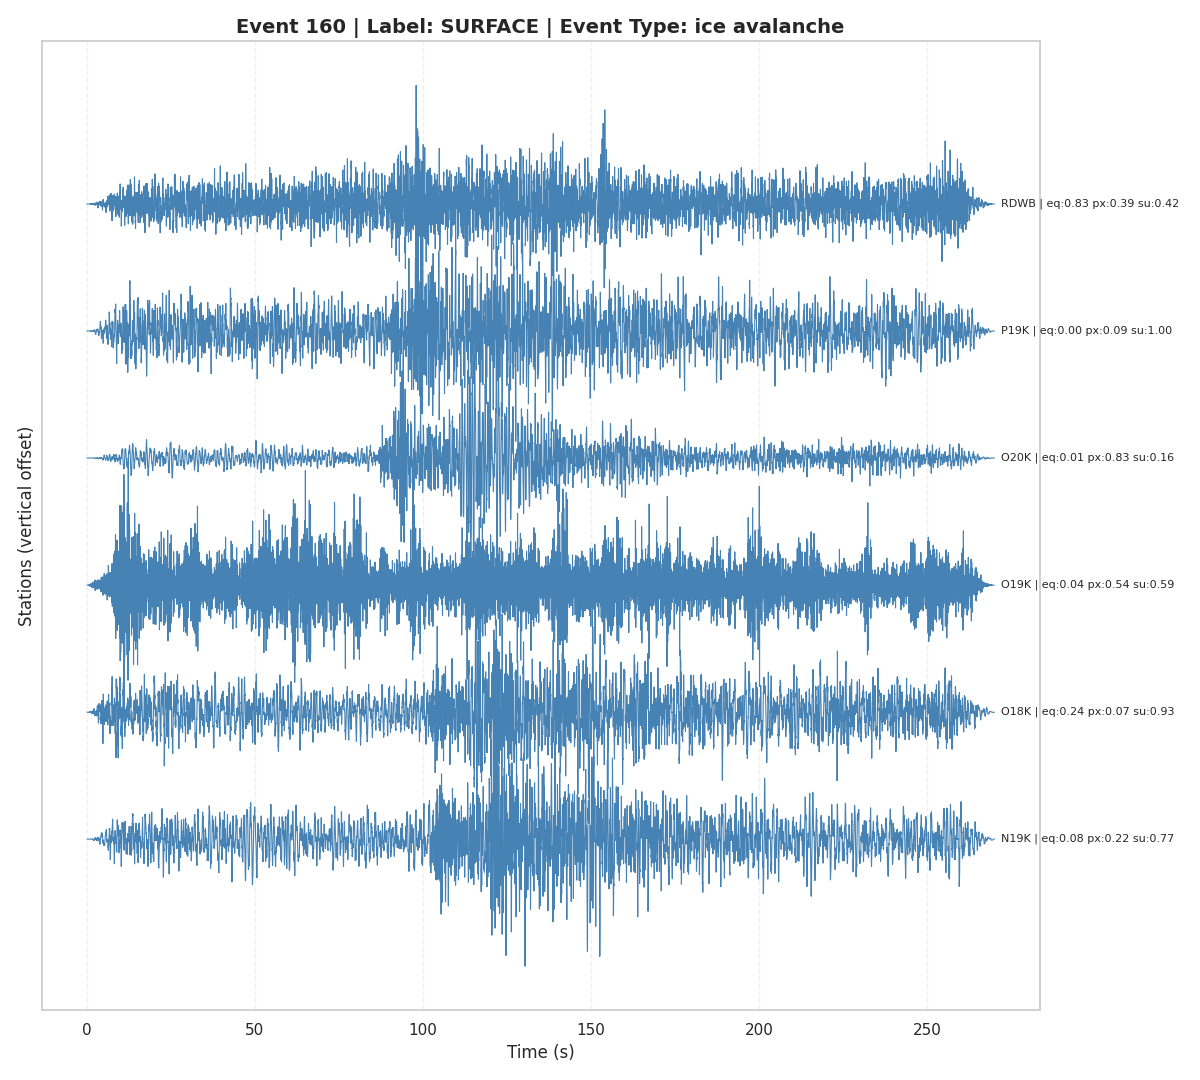 Event 160 | Label: SURFACE | Event Type: ice avalanche
Stations (vertical offset)
RDWB | eq:0.83 px:0.39 su:0.42
P19K | eq:0.00 px:0.09 su:1.00
O20K | eq:0.01 px:0.83 su:0.16
O19K | eq:0.04 px:0.54 su:0.59
O18K | eq:0.24 px:0.07 su:0.93
N19K | eq:0.08 px:0.22 su:0.77
0 50 100 150 200 250
Time (s)